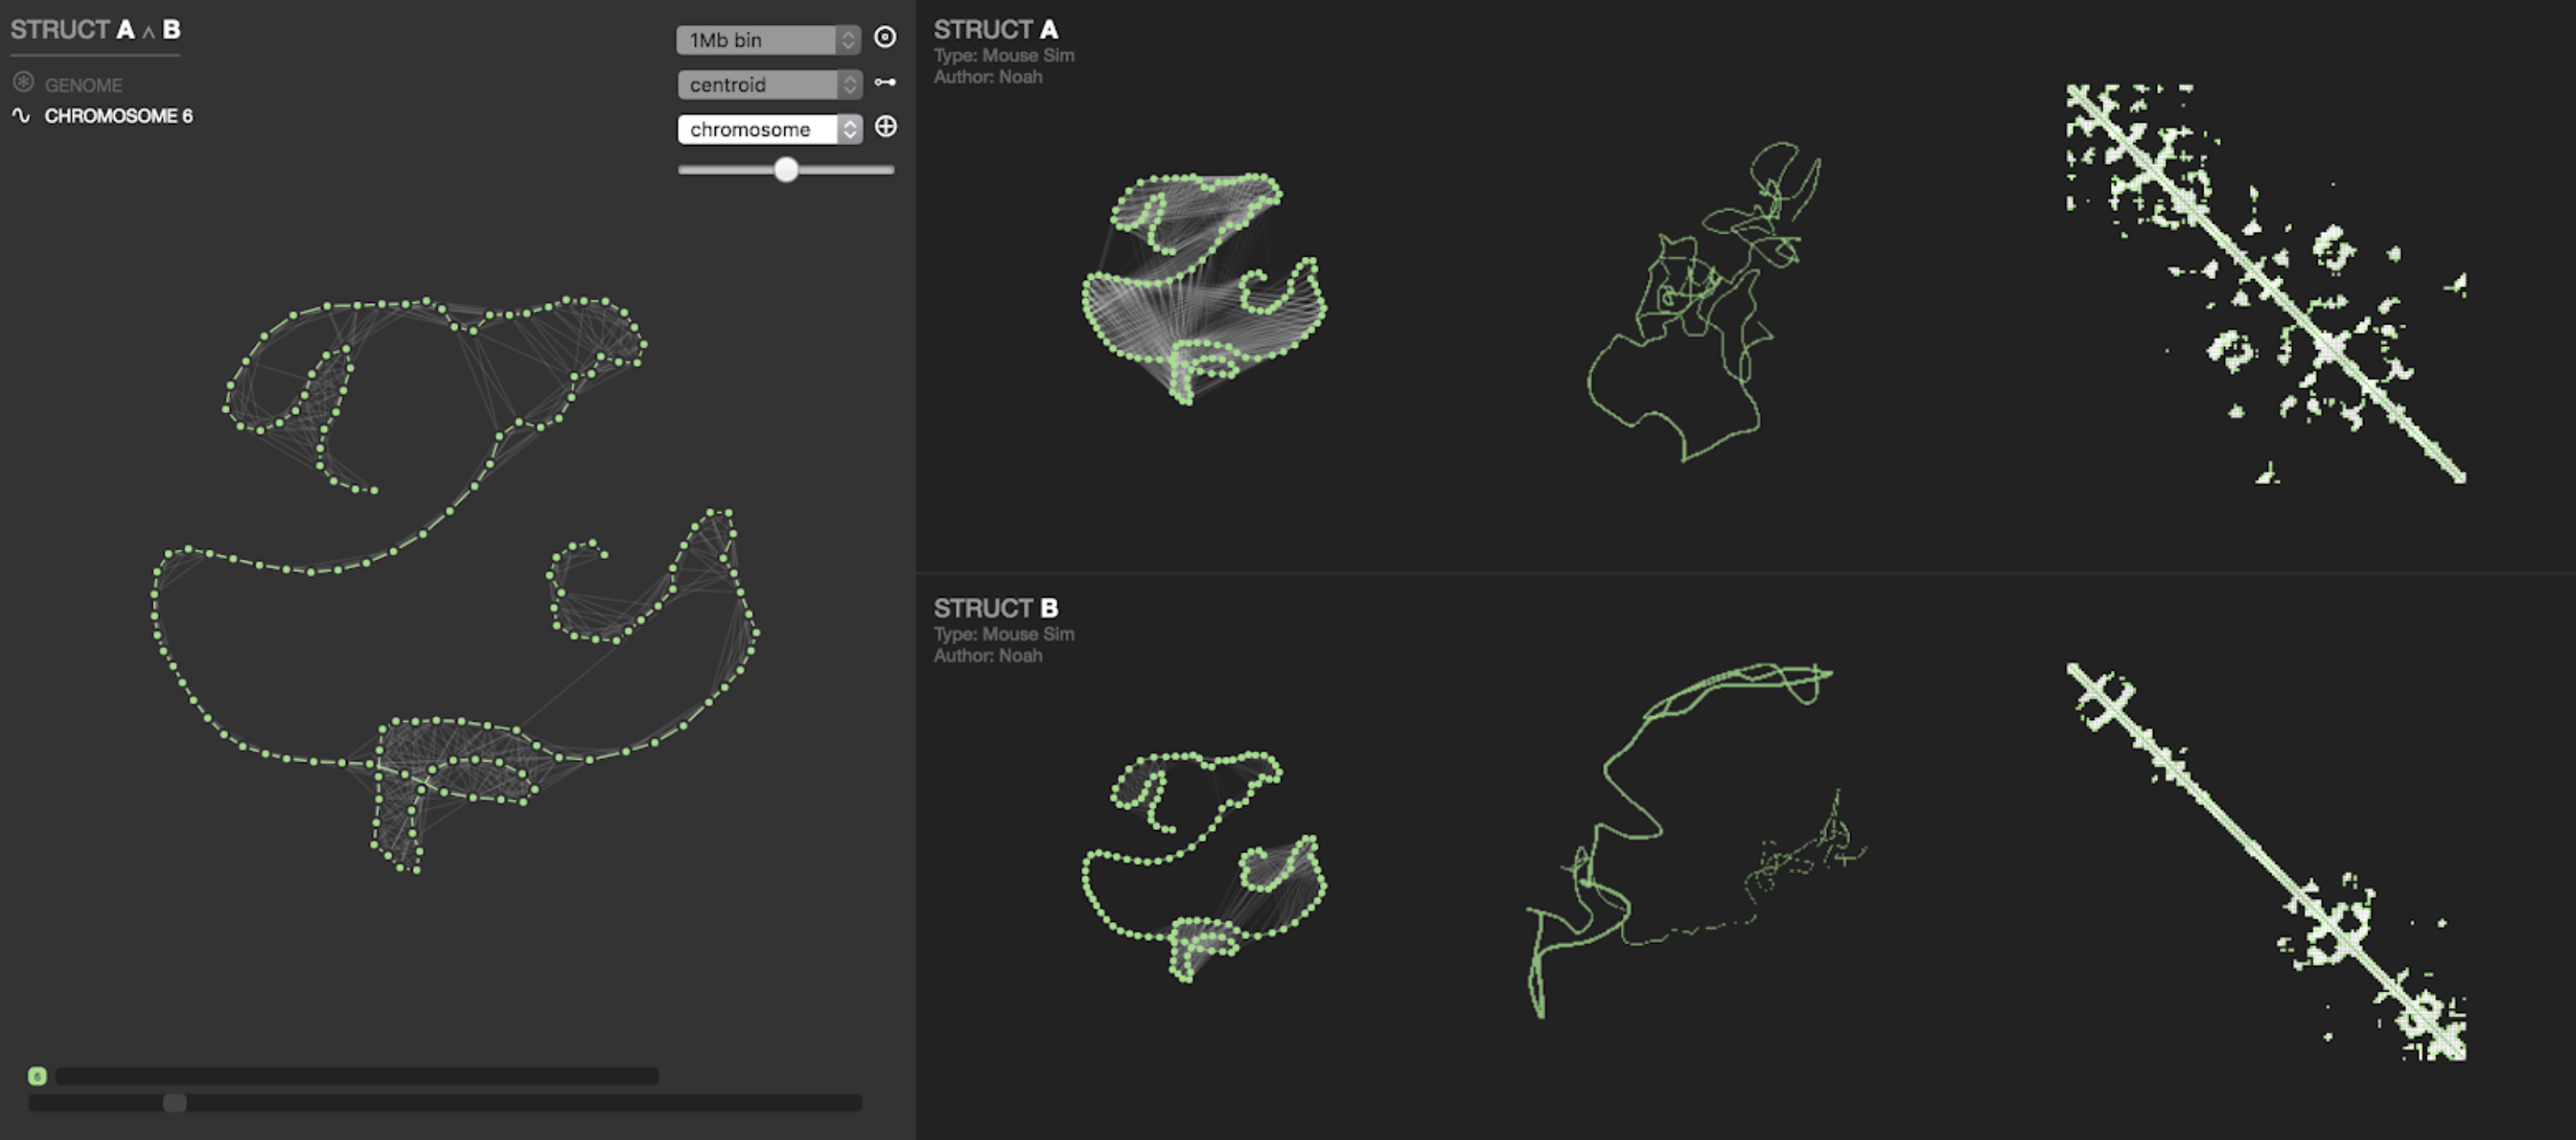 STRUCT A ∧ B
GENOME
CHROMOSOME 6
1Mb bin
centroid
chromosome
6
STRUCT A
Type: Mouse Sim
Author: Noah
STRUCT B
Type: Mouse Sim
Author: Noah